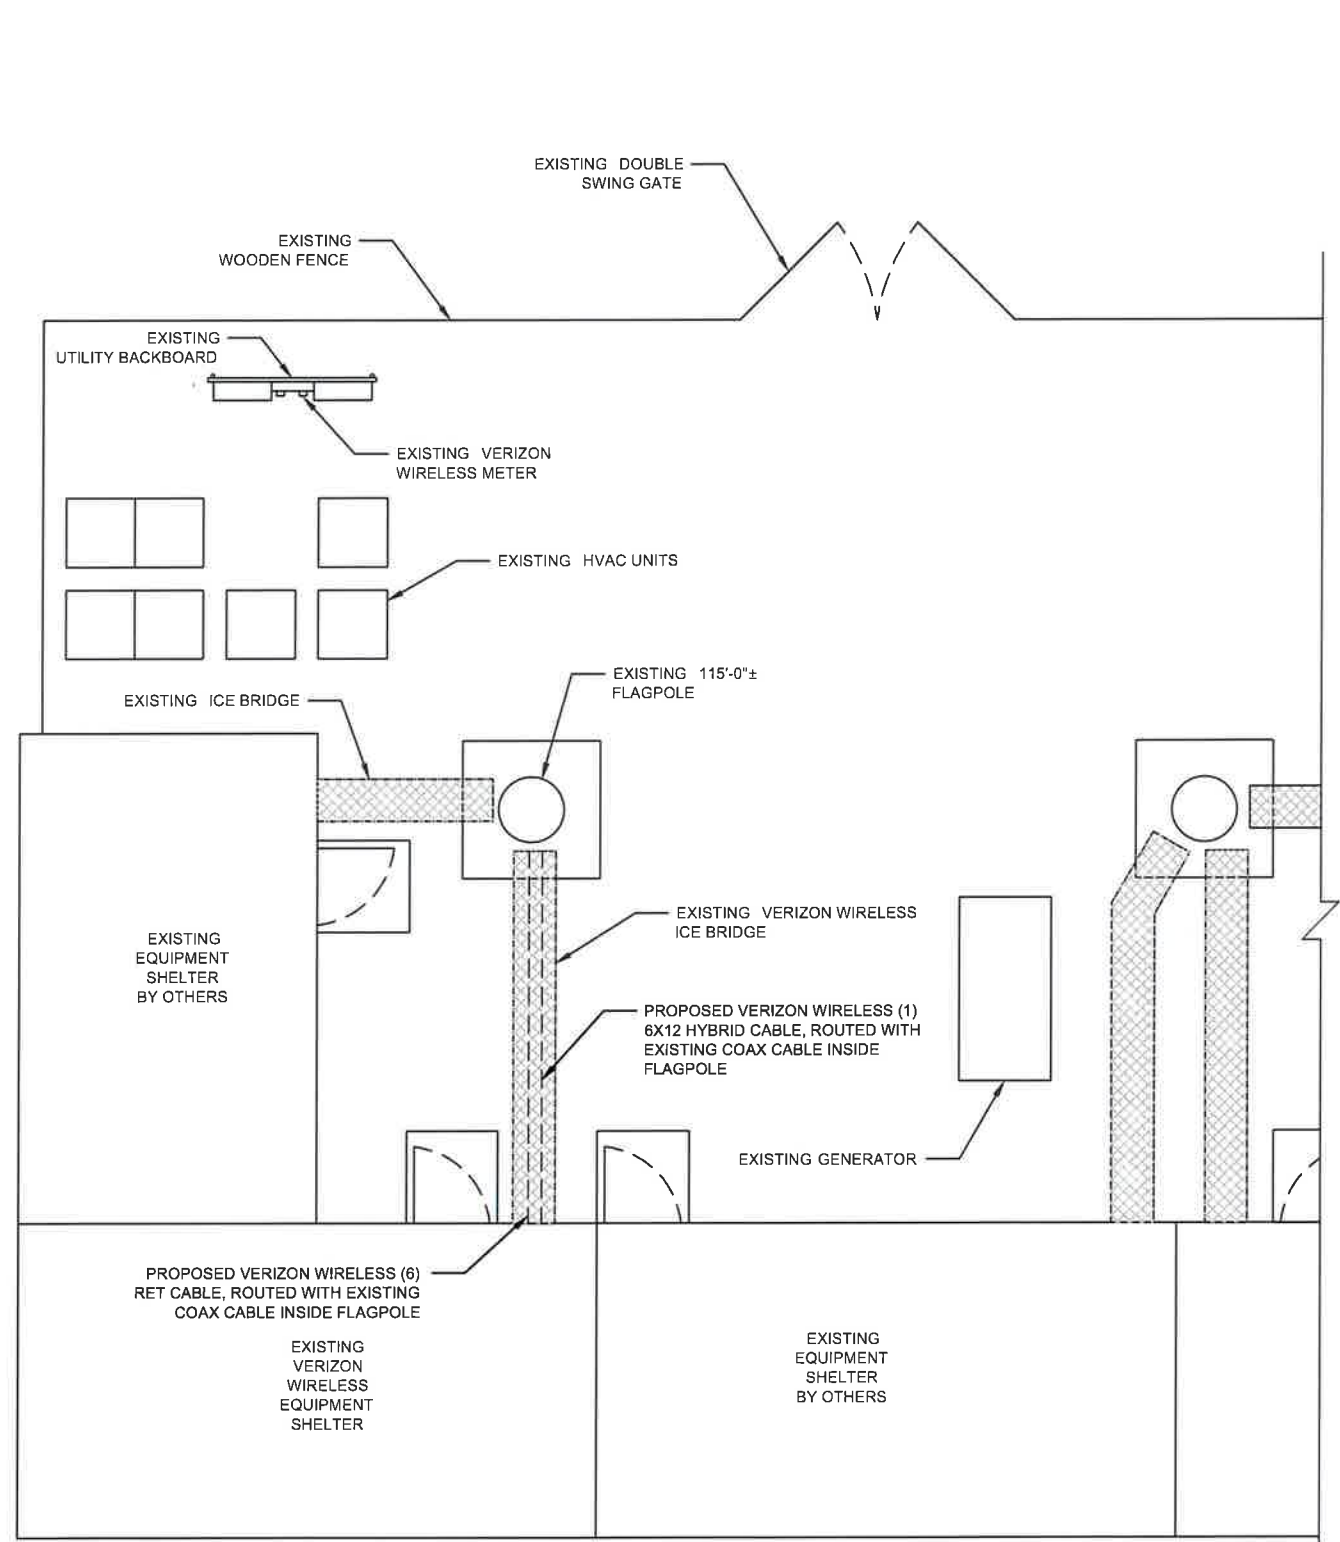 EXISTING DOUBLE
SWING GATE
EXISTING
WOODEN FENCE
EXISTING
UTILITY BACKBOARD
EXISTING VERIZON
WIRELESS METER
EXISTING HVAC UNITS
EXISTING 115'-0"±
FLAGPOLE
EXISTING ICE BRIDGE
EXISTING VERIZON WIRELESS
ICE BRIDGE
EXISTING
EQUIPMENT
SHELTER
BY OTHERS
PROPOSED VERIZON WIRELESS (1)
6X12 HYBRID CABLE, ROUTED WITH
EXISTING COAX CABLE INSIDE
FLAGPOLE
EXISTING GENERATOR
PROPOSED VERIZON WIRELESS (6)
RET CABLE, ROUTED WITH EXISTING
COAX CABLE INSIDE FLAGPOLE
EXISTING
VERIZON
WIRELESS
EQUIPMENT
SHELTER
EXISTING
EQUIPMENT
SHELTER
BY OTHERS